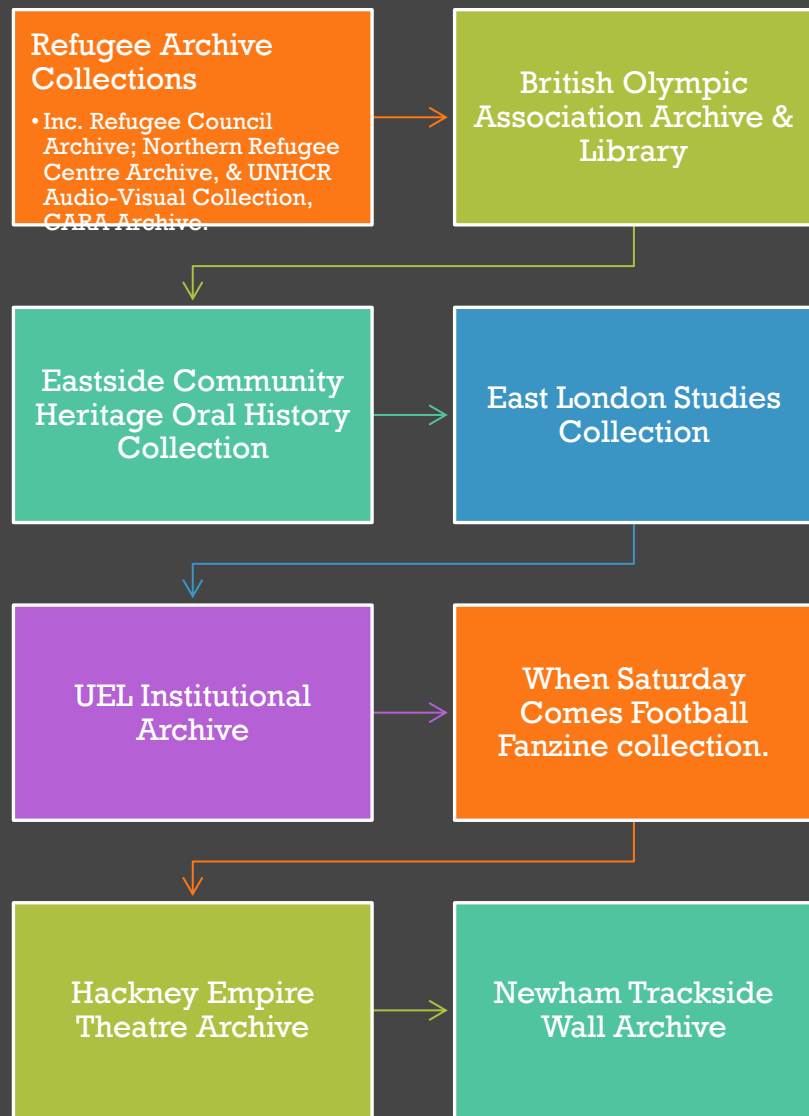 Refugee Archive
Collections
• Inc. Refugee Council
Archive; Northern Refugee
Centre Archive, & UNHCR
Audio-Visual Collection,
CARA Archive.
British Olympic
Association Archive &
Library
Eastside Community
Heritage Oral History
Collection
East London Studies
Collection
UEL Institutional
Archive
When Saturday
Comes Football
Fanzine collection.
Hackney Empire
Theatre Archive
Newham Trackside
Wall Archive